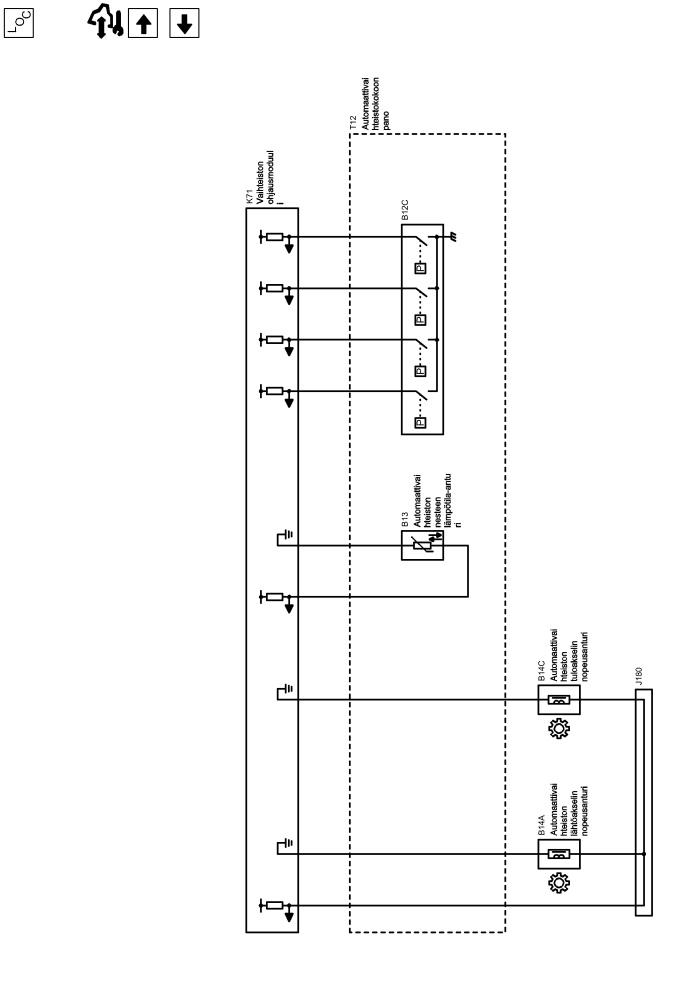 LOC
T12
Automaattivai
hteistokokoon
pano
K71
Vaihteiston
ohjausmoduul
i
B12C
P
P
P
P
B13
Automaattivai
hteiston
nesteen
lämpötila-antu
ri
B14C
Automaattivai
hteiston
tuloakselin
nopeusanturi
J180
B14A
Automaattivai
hteiston
lähtöakselin
nopeusanturi